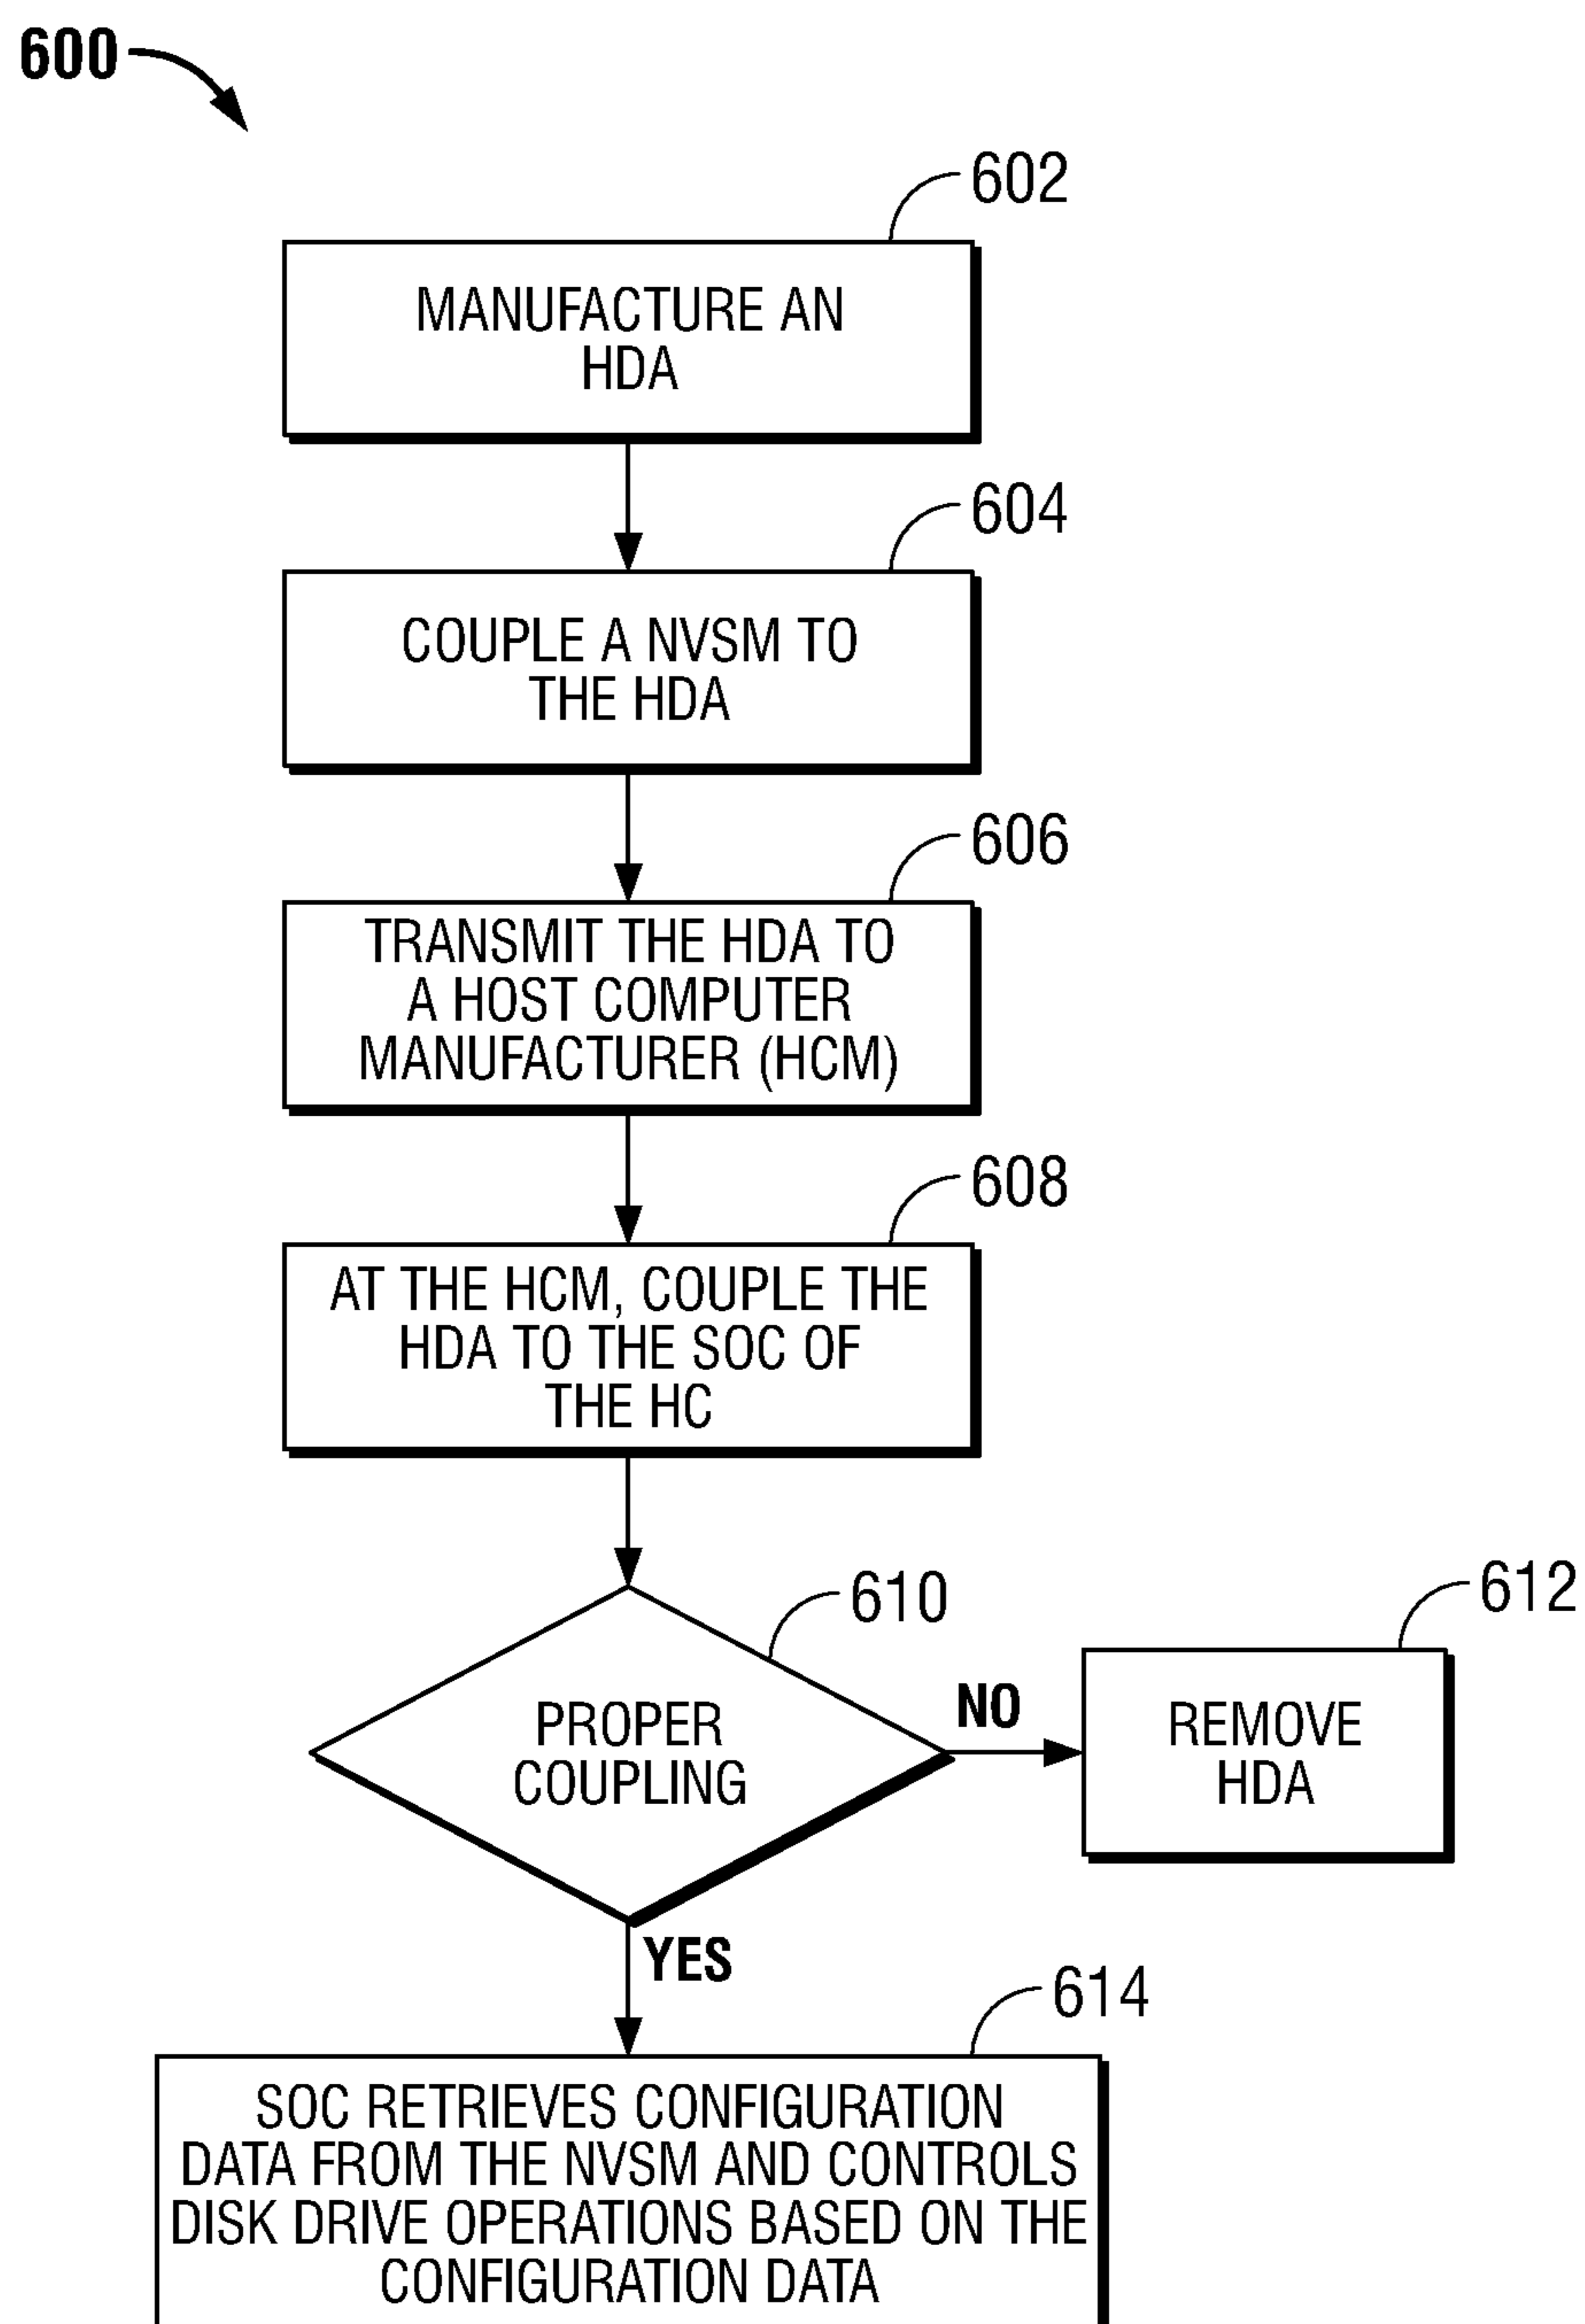 600
602
MANUFACTURE AN
HDA
604
COUPLE A NVSM TO
THE HDA
606
TRANSMIT THE HDA TO
A HOST COMPUTER
MANUFACTURER (HCM)
608
AT THE HCM, COUPLE THE
HDA TO THE SOC OF
THE HC
610
PROPER
COUPLING
NO
612
REMOVE
HDA
YES
614
SOC RETRIEVES CONFIGURATION
DATA FROM THE NVSM AND CONTROLS
DISK DRIVE OPERATIONS BASED ON THE
CONFIGURATION DATA